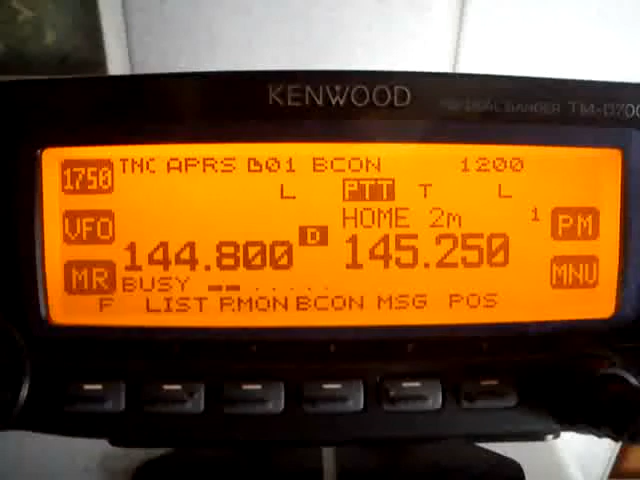 KENWOOD
TM-D700
1750 TNC APRS 01 BCON 1200
L PTT T L
VFO HOME 2m 1 PM
144.800 D 145.250
MR BUSY MNU
F LIST P.MON BCON MSG POS